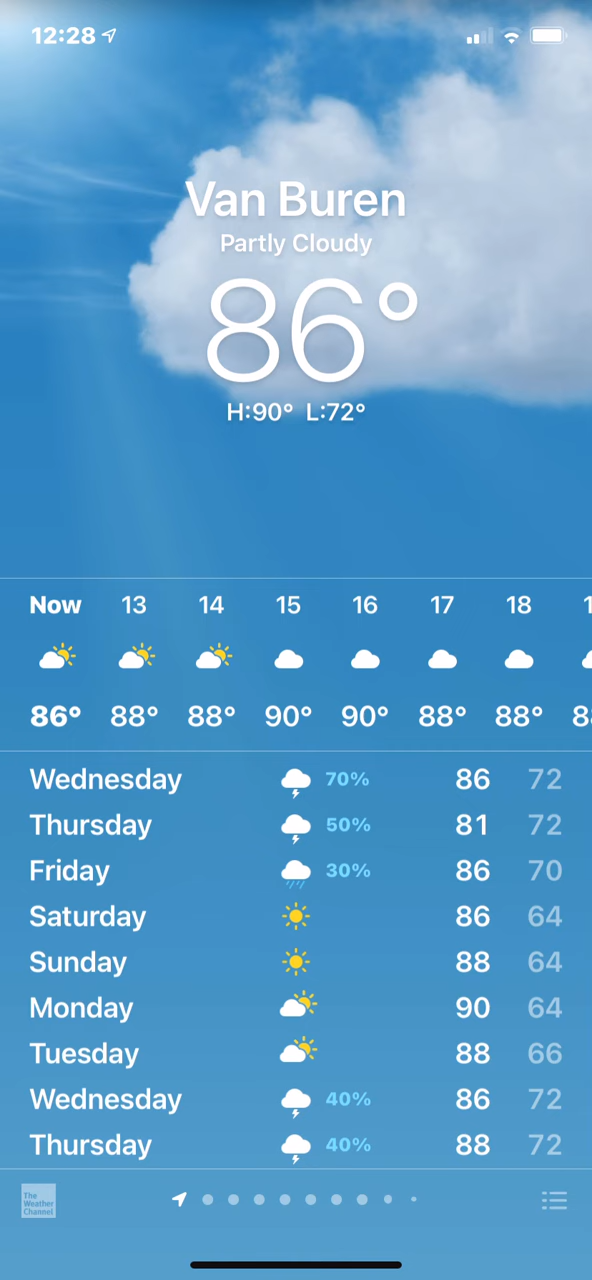 12:28
Van Buren
Partly Cloudy
86°
H:90° L:72°
Now 13 14 15 16 17 18
86° 88° 88° 90° 90° 88° 88°
Wednesday 70% 86 72
Thursday 50% 81 72
Friday 30% 86 70
Saturday 86 64
Sunday 88 64
Monday 90 64
Tuesday 88 66
Wednesday 40% 86 72
Thursday 40% 88 72
The
Weather
Channel